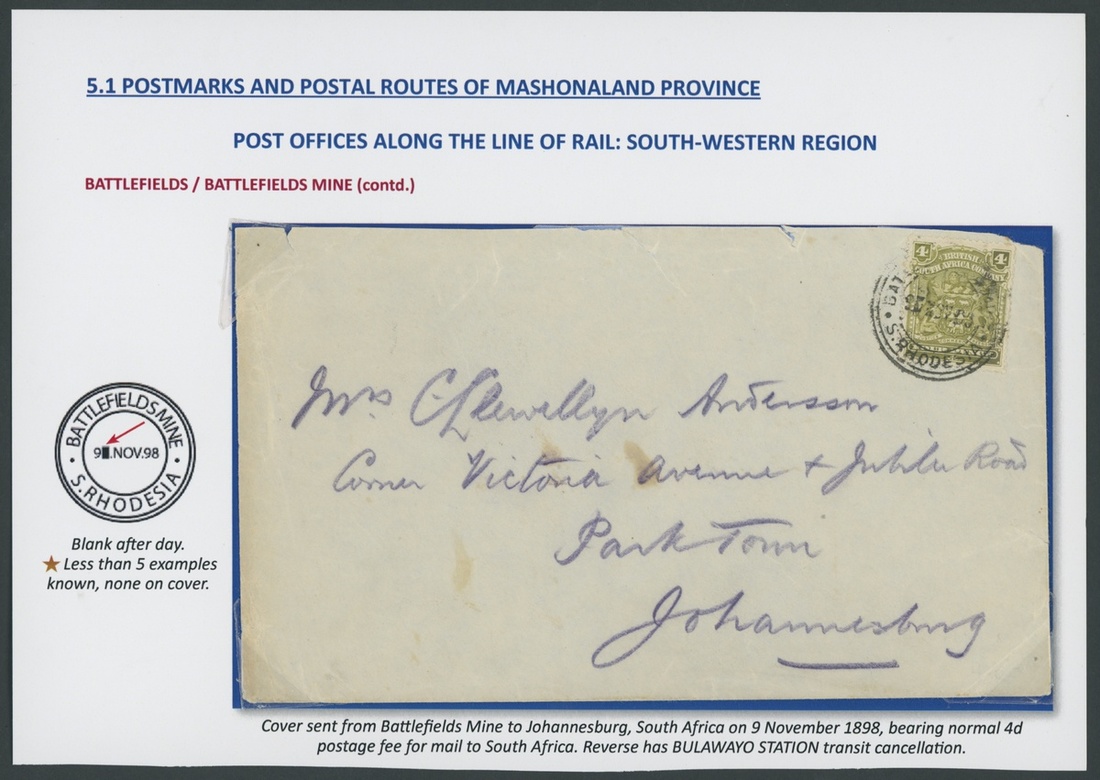 5.1 POSTMARKS AND POSTAL ROUTES OF MASHONALAND PROVINCE
POST OFFICES ALONG THE LINE OF RAIL: SOUTH-WESTERN REGION
BATTLEFIELDS / BATTLEFIELDS MINE (contd.)
4 4
BRITISH
SOUTH AFRICA COMPANY
BAT
S. RHODESIA
Mrs C Llewellyn Andersson
Corner Victoria Avenue + Jubilee Road
Park Town
Johannesburg
BATTLEFIELDS MINE
9 .NOV.98
S. RHODESIA
Blank after day.
★ Less than 5 examples
known, none on cover.
Cover sent from Battlefields Mine to Johannesburg, South Africa on 9 November 1898, bearing normal 4d
postage fee for mail to South Africa. Reverse has BULAWAYO STATION transit cancellation.